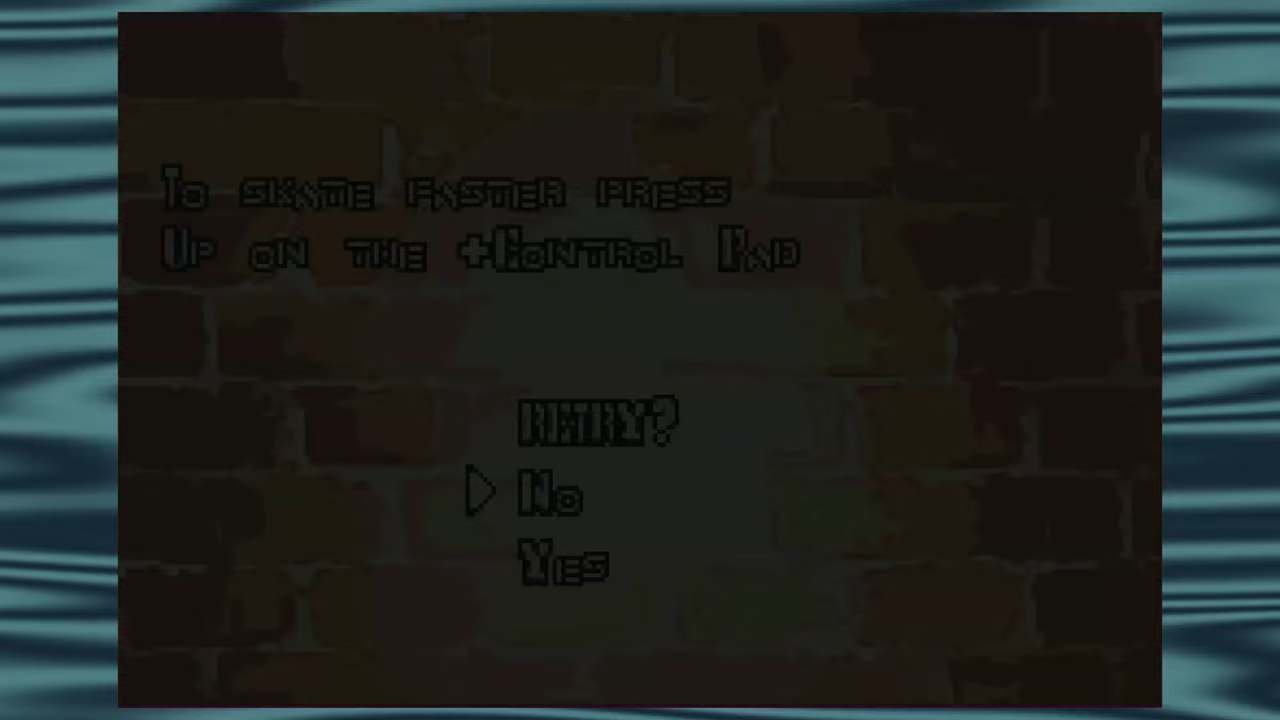 To skate faster press
Up on the +Control Pad
RETRY?
No
Yes